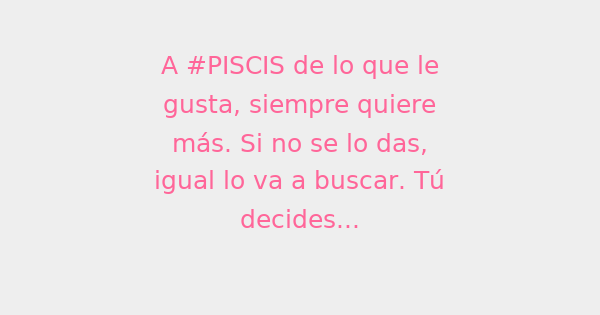 A #PISCIS de lo que le
gusta, siempre quiere
más. Si no se lo das,
igual lo va a buscar. Tú
decides...